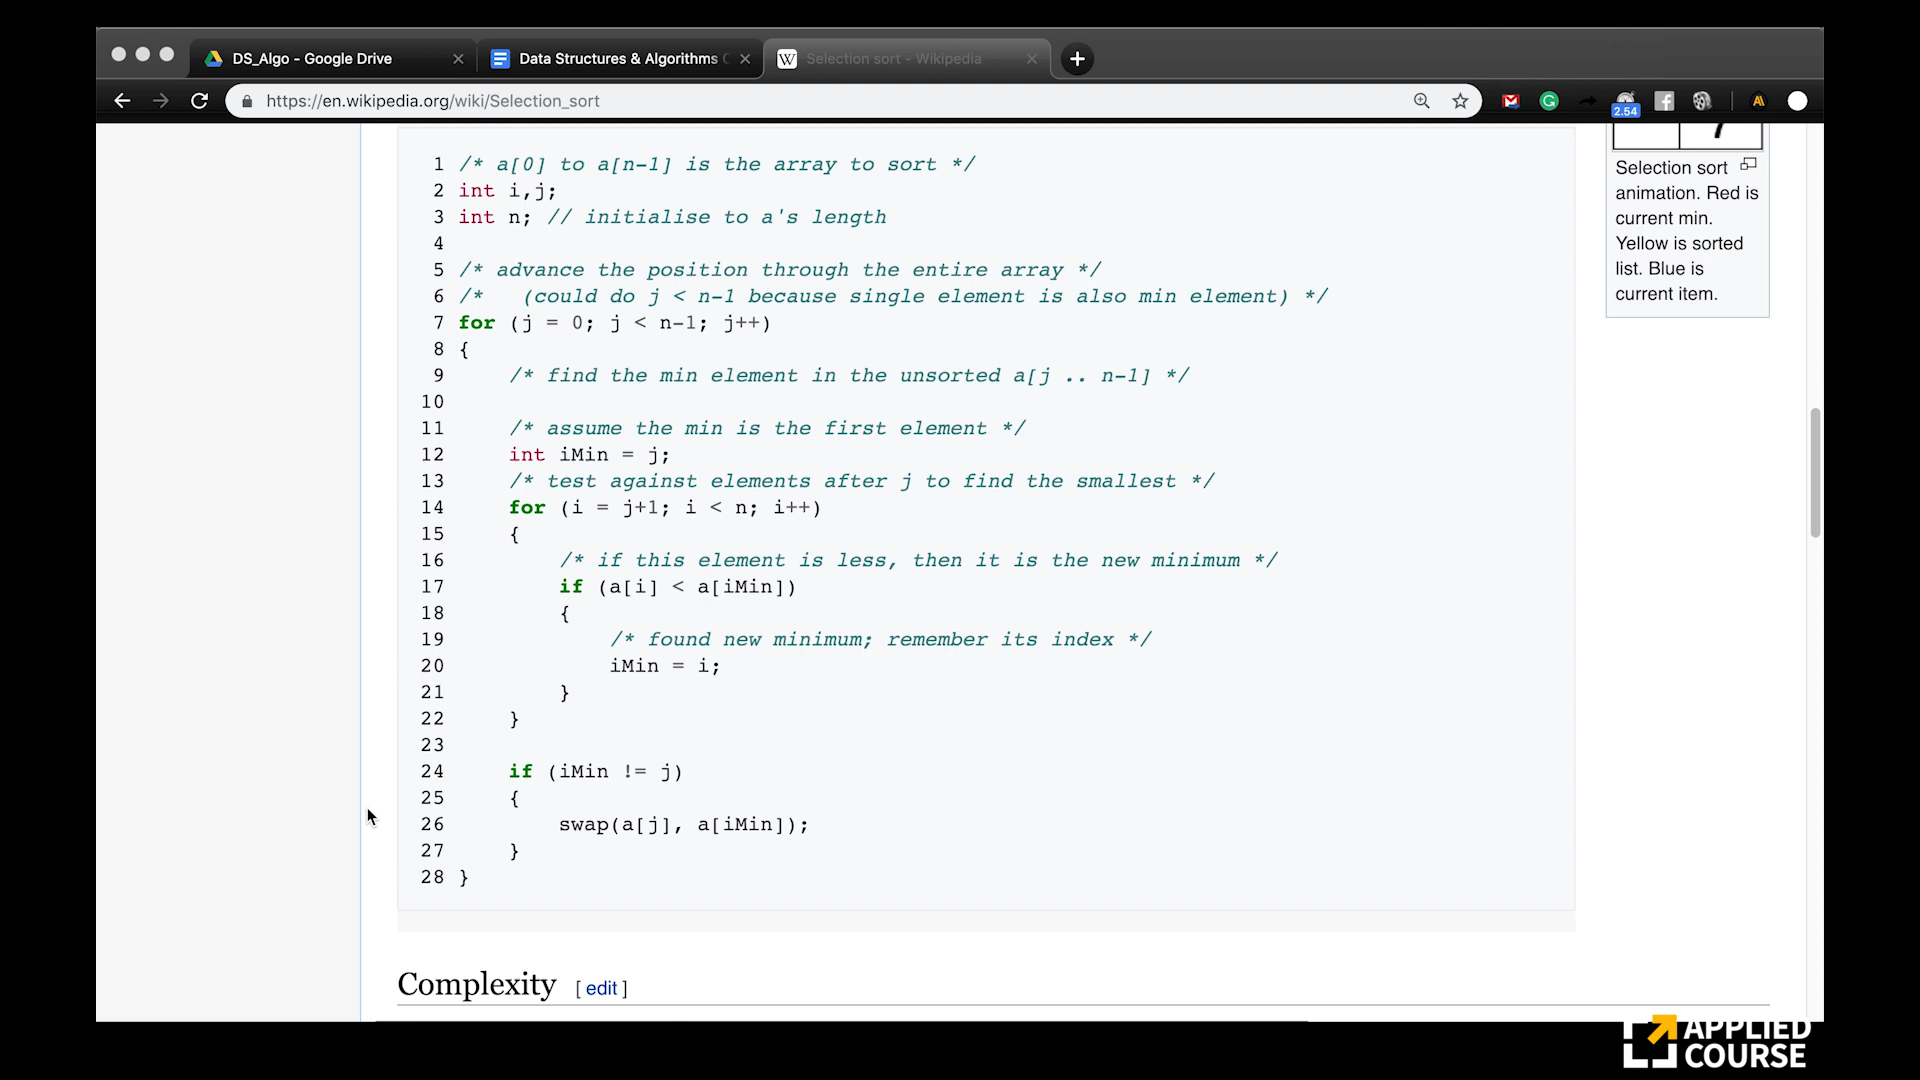 DS_Algo - Google Drive
Data Structures & Algorithms
Selection sort - Wikipedia
https://en.wikipedia.org/wiki/Selection_sort
2.54
1 /* a[0] to a[n-1] is the array to sort */
2 int i,j;
3 int n; // initialise to a's length
4
5 /* advance the position through the entire array */
6 /*   (could do j < n-1 because single element is also min element) */
7 for (j = 0; j < n-1; j++)
8 {
9     /* find the min element in the unsorted a[j .. n-1] */
10
11     /* assume the min is the first element */
12     int iMin = j;
13     /* test against elements after j to find the smallest */
14     for (i = j+1; i < n; i++)
15     {
16         /* if this element is less, then it is the new minimum */
17         if (a[i] < a[iMin])
18         {
19             /* found new minimum; remember its index */
20             iMin = i;
21         }
22     }
23
24     if (iMin != j)
25     {
26         swap(a[j], a[iMin]);
27     }
28 }
Selection sort
animation. Red is
current min.
Yellow is sorted
list. Blue is
current item.
Complexity [ edit ]
APPLIED
COURSE